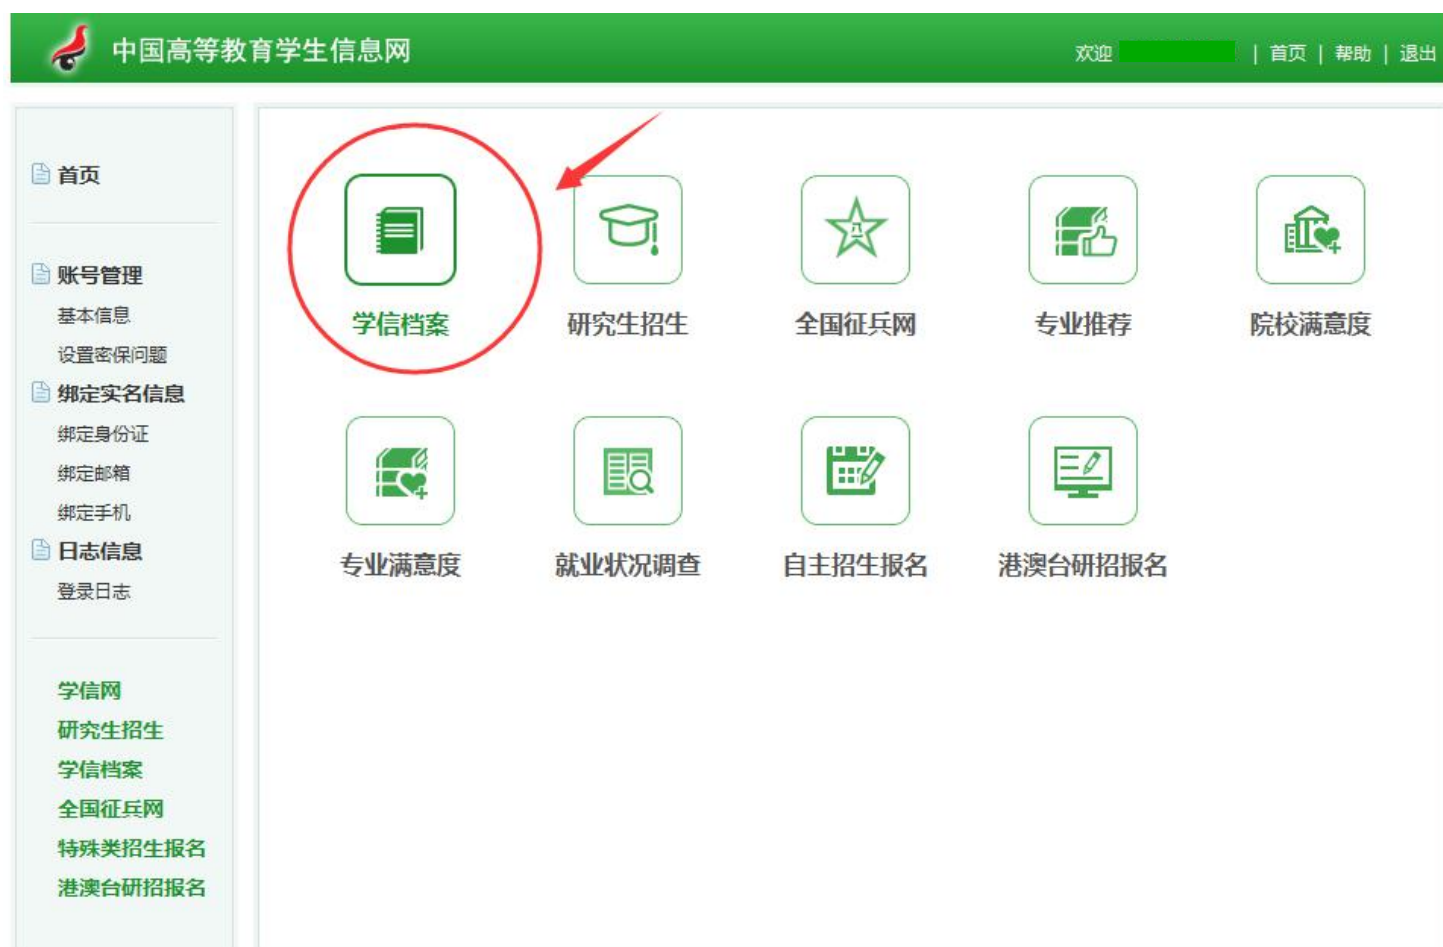 中国高等教育学生信息网
欢迎 | 首页 | 帮助 | 退出
首页
账号管理
基本信息
设置密保问题
绑定实名信息
绑定身份证
绑定邮箱
绑定手机
日志信息
登录日志
学信网
研究生招生
学信档案
全国征兵网
特殊类招生报名
港澳台研招报名
学信档案 研究生招生 全国征兵网 专业推荐 院校满意度
专业满意度 就业状况调查 自主招生报名 港澳台研招报名